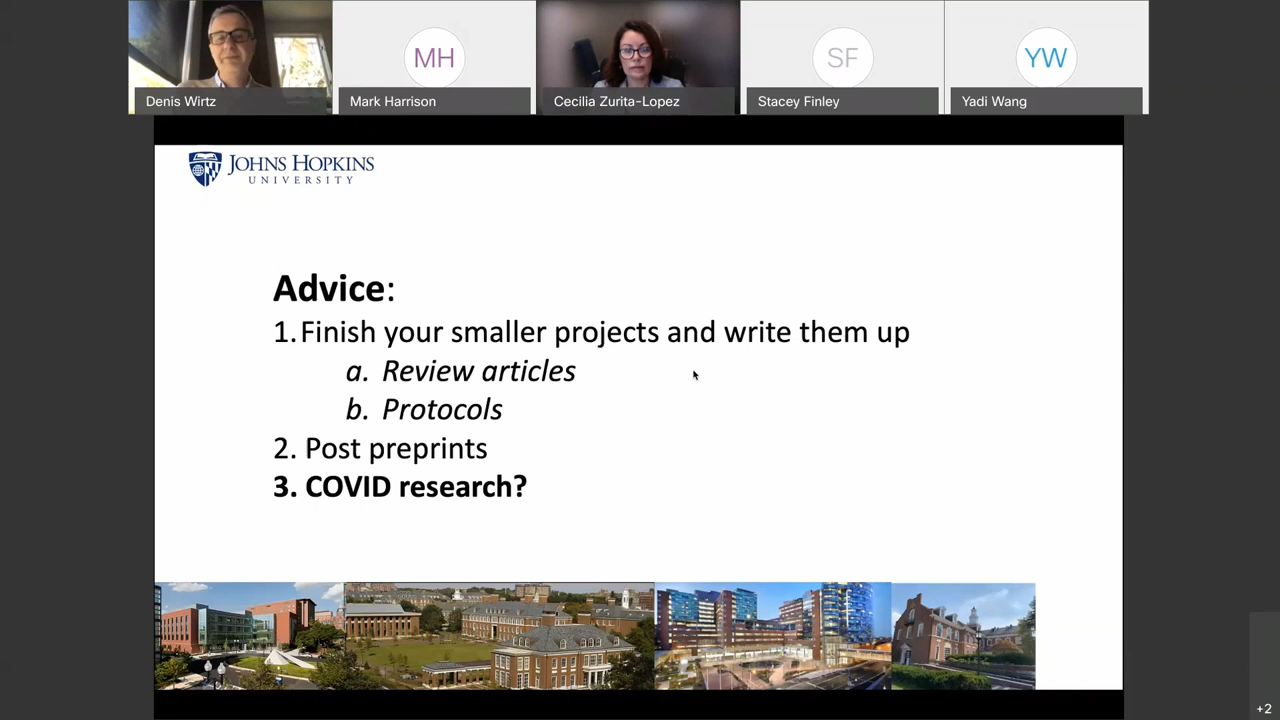 MH
SF
YW
Denis Wirtz
Mark Harrison
Cecilia Zurita-Lopez
Stacey Finley
Yadi Wang
JOHNS HOPKINS
UNIVERSITY
Advice:
1. Finish your smaller projects and write them up
a. Review articles
b. Protocols
2. Post preprints
3. COVID research?
+2